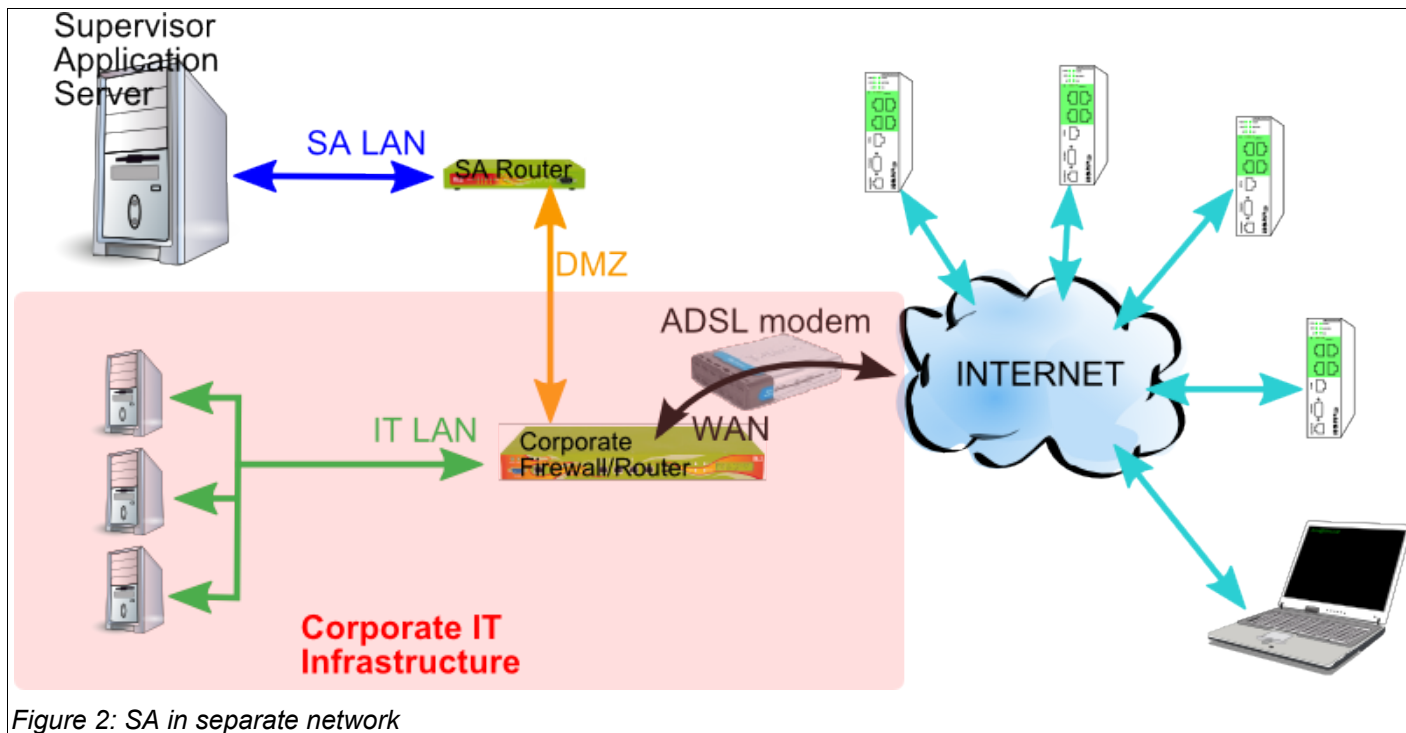 Supervisor
Application
Server
SA LAN
SA Router
DMZ
ADSL modem
INTERNET
IT LAN
WAN
Corporate
Firewall/Router
Corporate IT
Infrastructure
Figure 2: SA in separate network